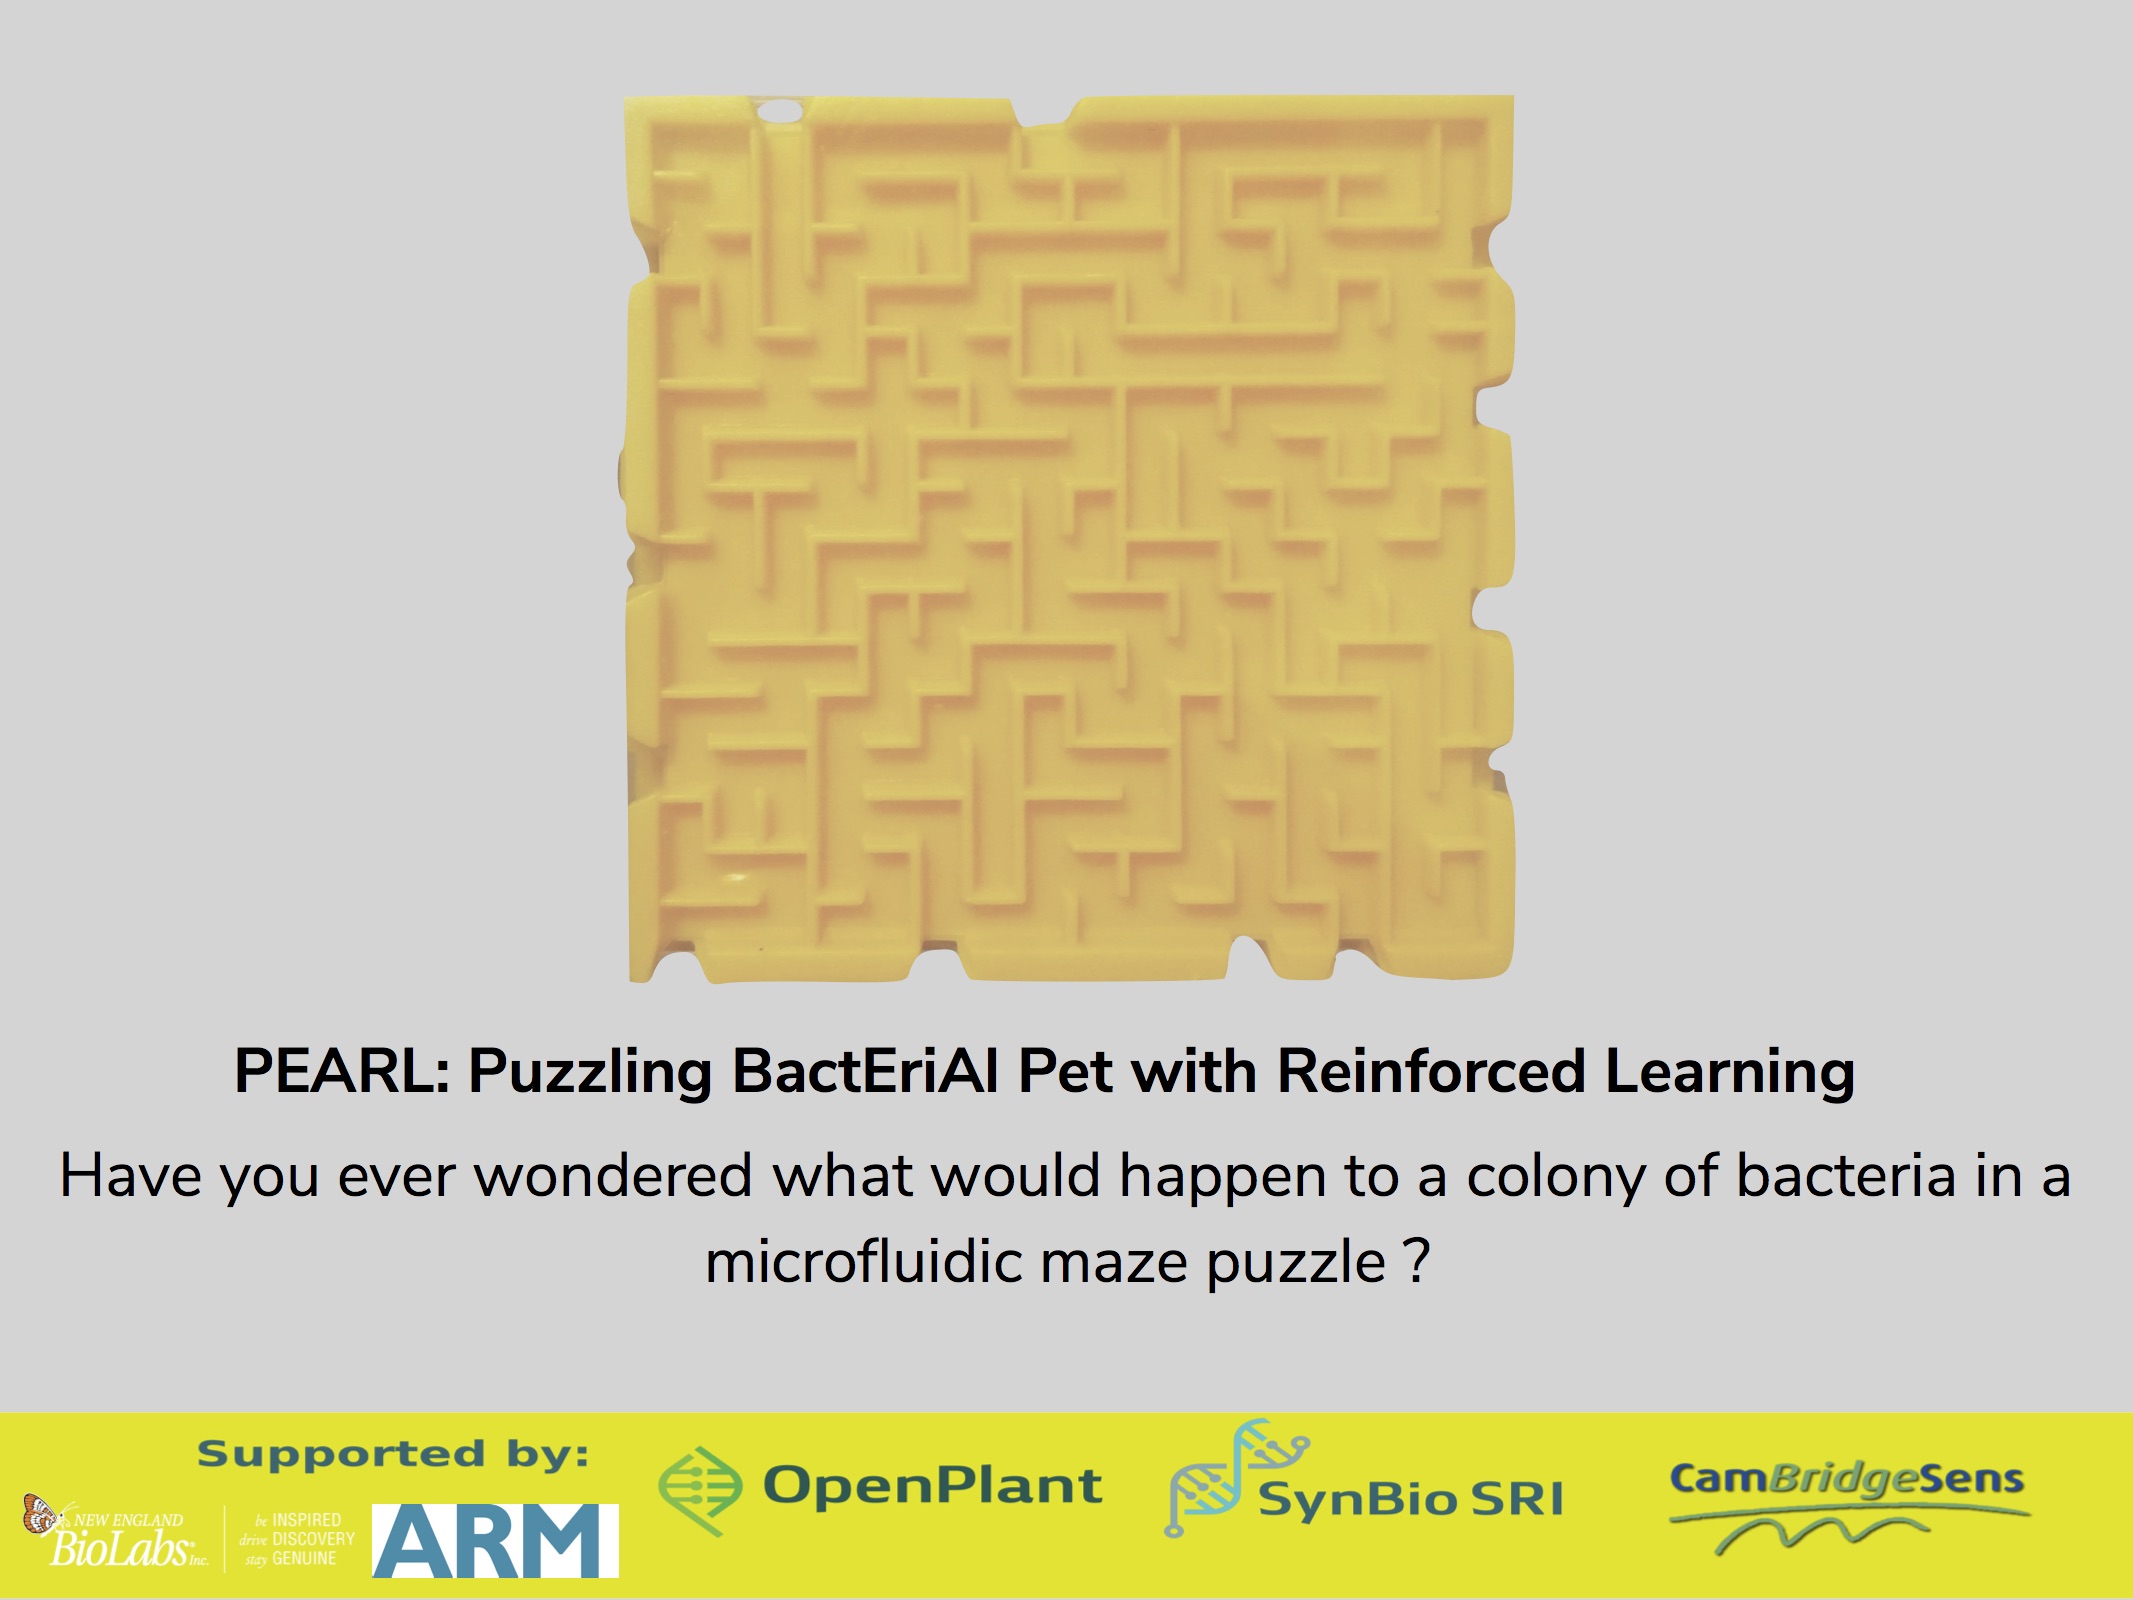 PEARL: Puzzling BactEriAl Pet with Reinforced Learning
Have you ever wondered what would happen to a colony of bacteria in a
microfluidic maze puzzle ?
Supported by:
NEW ENGLAND
BioLabs Inc.
be INSPIRED
drive DISCOVERY
stay GENUINE
ARM
OpenPlant
SynBio SRI
CamBridgeSens